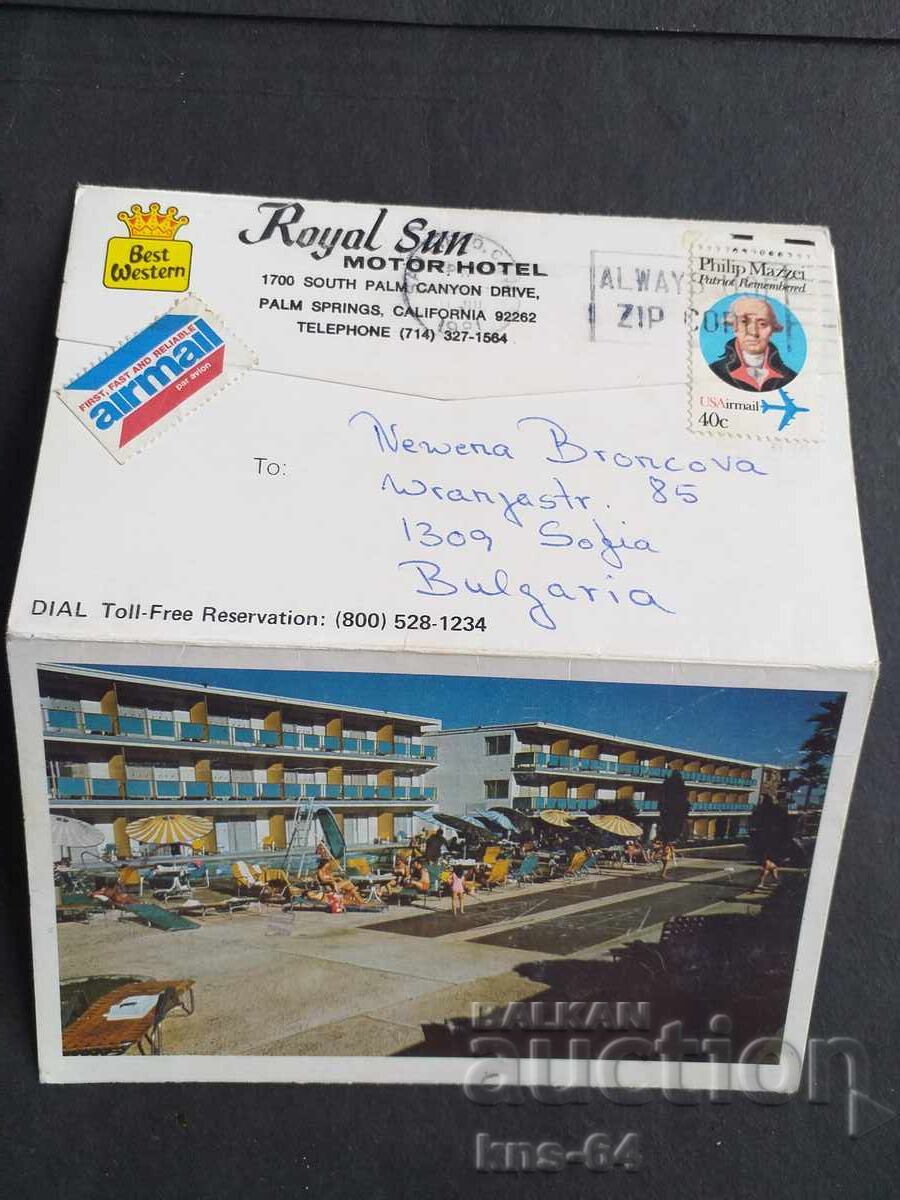 Best
Western
Royal Sun
MOTOR HOTEL
1700 SOUTH PALM CANYON DRIVE,
PALM SPRINGS, CALIFORNIA 92262
TELEPHONE (714) 327-1564
ALWAY
ZIP CO
Philip Mazzei
Patriot Remembered
USAirmail
40c
FIRST, FAST AND RELIABLE
airmail
par avion
To:
Newena Broncova
Wranjastr. 85
1309 Sofia
Bulgaria
DIAL Toll-Free Reservation: (800) 528-1234
BALKAN
auction
kns-64